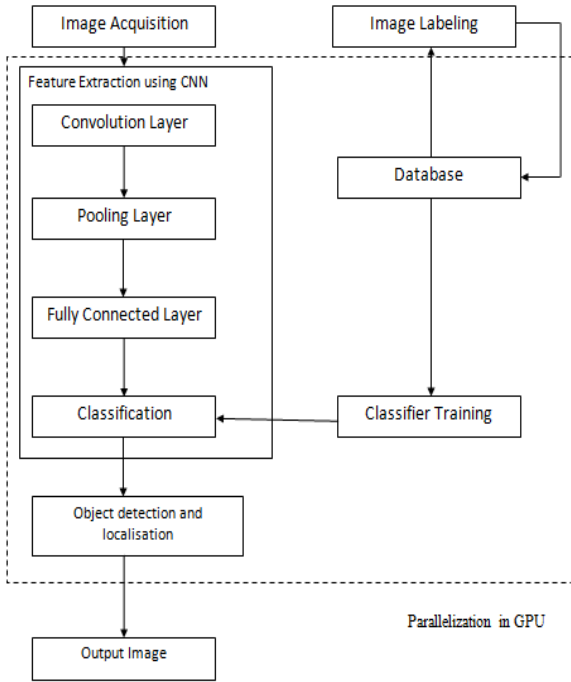 Image Acquisition
Image Labeling
Feature Extraction using CNN
Convolution Layer
Database
Pooling Layer
Fully Connected Layer
Classification
Classifier Training
Object detection and
localisation
Parallelization in GPU
Output Image